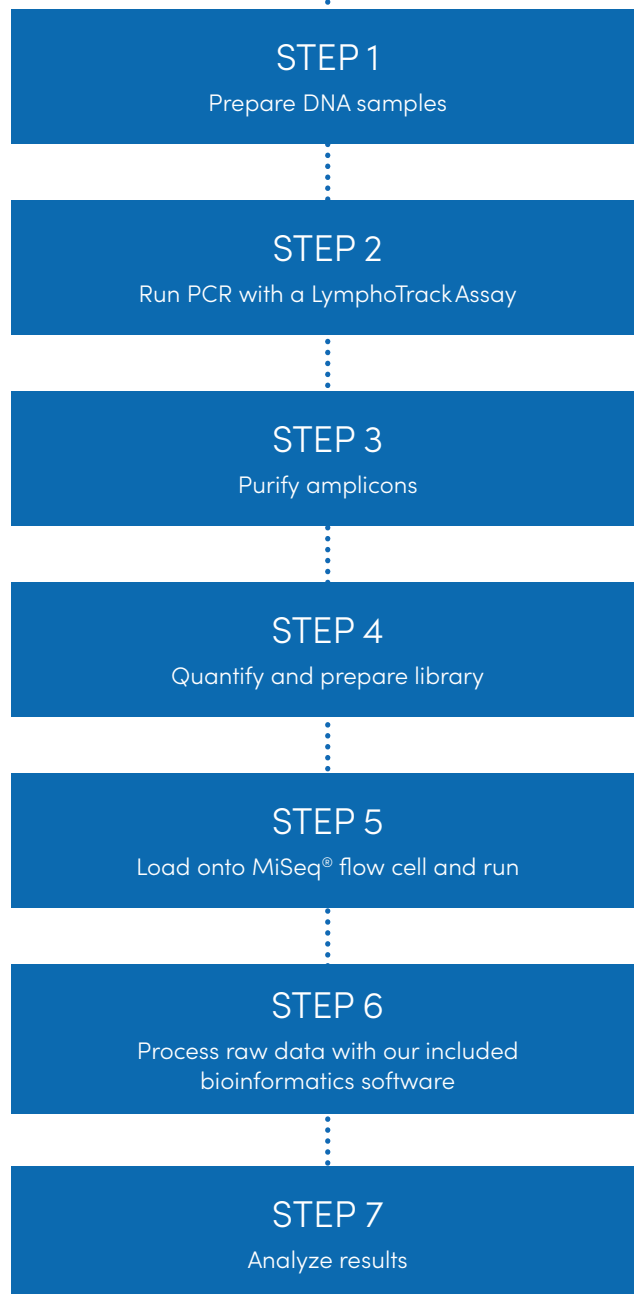 STEP 1
Prepare DNA samples
STEP 2
Run PCR with a LymphoTrack Assay
STEP 3
Purify amplicons
STEP 4
Quantify and prepare library
STEP 5
Load onto MiSeq® flow cell and run
STEP 6
Process raw data with our included
bioinformatics software
STEP 7
Analyze results